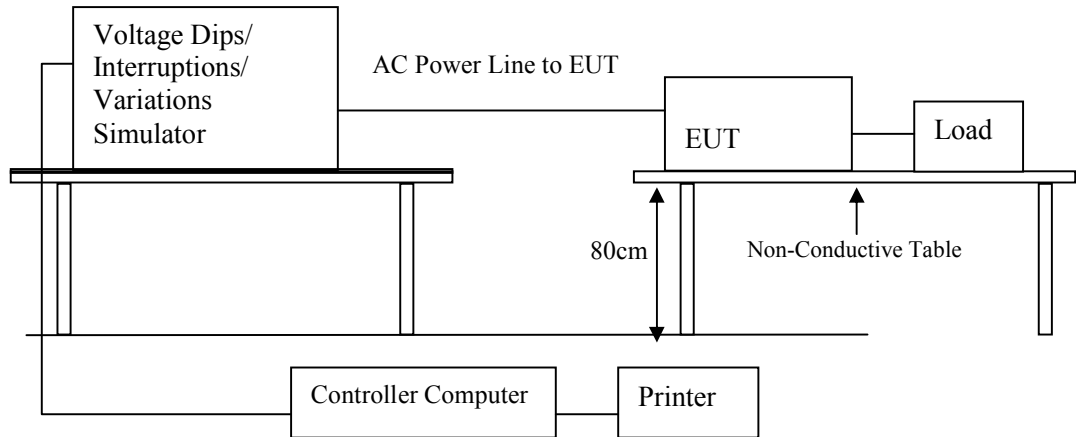 Voltage Dips/
Interruptions/
Variations
Simulator
AC Power Line to EUT
EUT
Load
80cm
Non-Conductive Table
Controller Computer
Printer